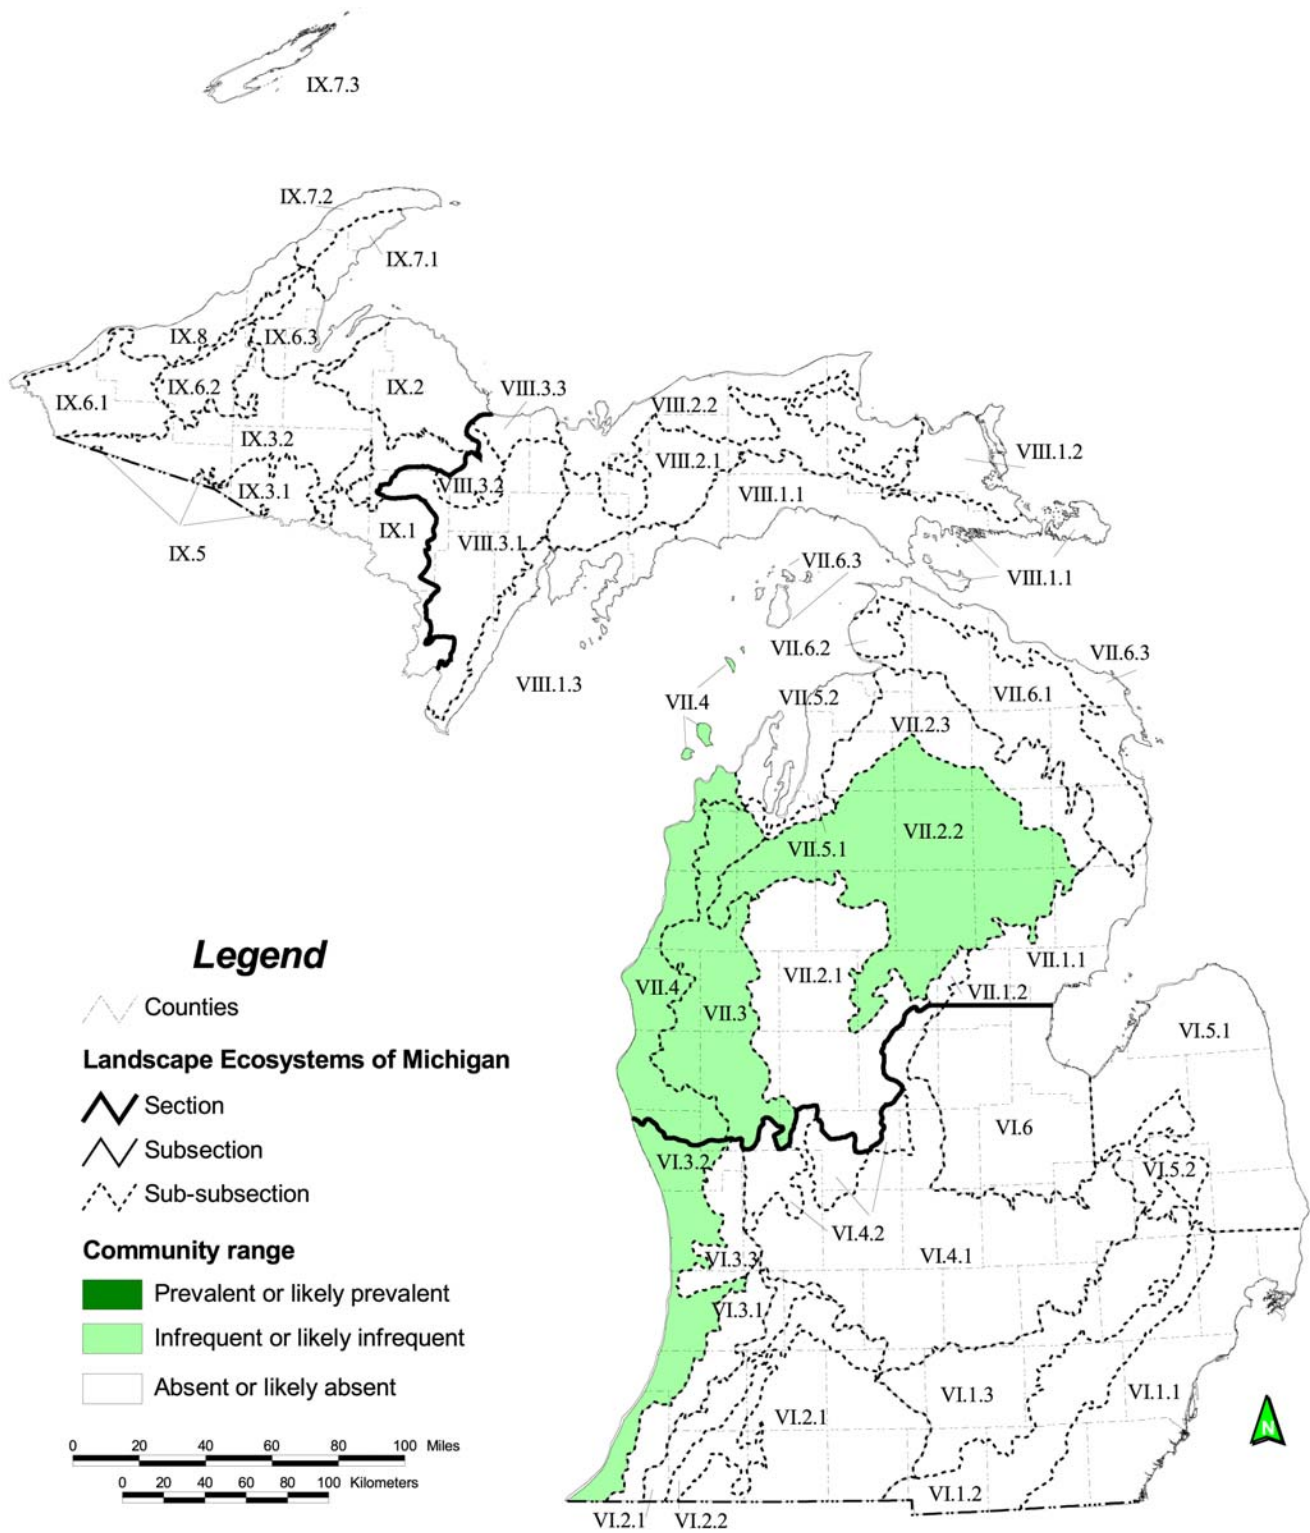 IX.7.3
IX.7.2
IX.7.1
IX.8
IX.6.3
IX.2
VIII.3.3
IX.6.1
IX.6.2
VIII.2.2
IX.3.2
VIII.2.1
VIII.1.2
IX.3.1
VIII.3.2
VIII.1.1
IX.1
VIII.3.1
IX.5
VII.6.3
VIII.1.1
VII.6.2
VII.6.3
VIII.1.3
VII.4
VII.5.2
VII.6.1
VII.2.3
VII.2.2
VII.5.1
VII.4
VII.3
VII.2.1
VII.1.1
VII.1.2
VI.5.1
VI.6
VI.3.2
VI.5.2
VI.4.2
VI.3.3
VI.4.1
VI.3.1
VI.2.1
VI.1.3
VI.1.1
VI.1.2
VI.2.1
VI.2.2
N
Legend
Counties
Landscape Ecosystems of Michigan
Section
Subsection
Sub-subsection
Community range
Prevalent or likely prevalent
Infrequent or likely infrequent
Absent or likely absent
0 20 40 60 80 100 Miles
0 20 40 60 80 100 Kilometers